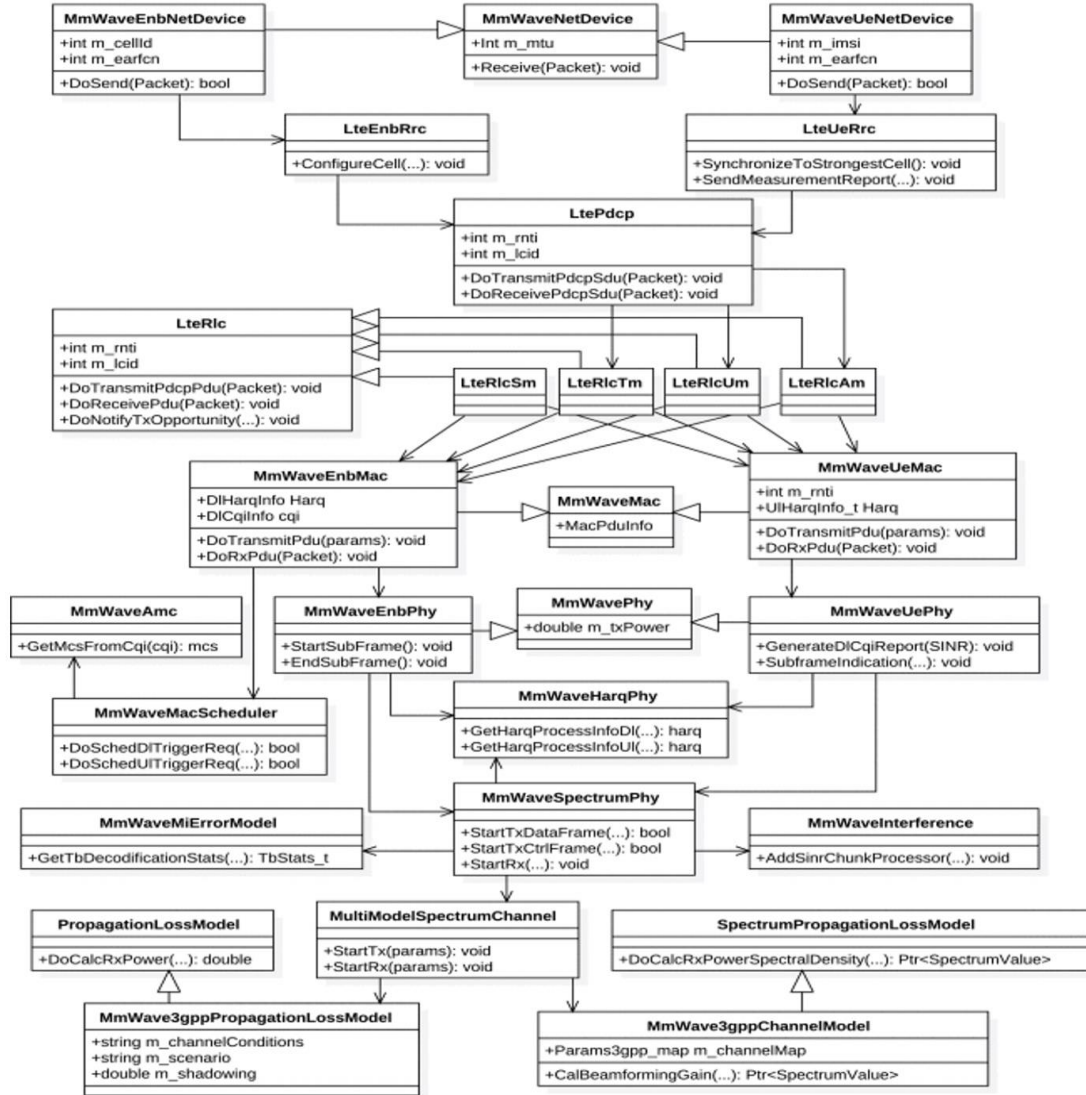 MmWaveEnbNetDevice
+int m_cellId
+int m_earfcn
+DoSend(Packet): bool
MmWaveNetDevice
+Int m_mtu
+Receive(Packet): void
MmWaveUeNetDevice
+int m_imsi
+int m_earfcn
+DoSend(Packet): bool
LteEnbRrc
+ConfigureCell(...): void
LteUeRrc
+SynchronizeToStrongestCell(): void
+SendMeasurementReport(...): void
LtePdcp
+int m_rnti
+int m_lcid
+DoTransmitPdcpSdu(Packet): void
+DoReceivePdcpSdu(Packet): void
LteRlc
+int m_rnti
+int m_lcid
+DoTransmitPdcpPdu(Packet): void
+DoReceivePdu(Packet): void
+DoNotifyTxOpportunity(...): void
LteRlcSm
LteRlcTm
LteRlcUm
LteRlcAm
MmWaveEnbMac
+DlHarqInfo Harq
+DlCqiInfo cqi
+DoTransmitPdu(params): void
+DoRxPdu(Packet): void
MmWaveMac
+MacPduInfo
MmWaveUeMac
+int m_rnti
+UlHarqInfo_t Harq
+DoTransmitPdu(params): void
+DoRxPdu(Packet): void
MmWaveAmc
+GetMcsFromCqi(cqi): mcs
MmWaveEnbPhy
+StartSubFrame(): void
+EndSubFrame(): void
MmWavePhy
+double m_txPower
MmWaveUePhy
+GenerateDlCqiReport(SINR): void
+SubframeIndication(...): void
MmWaveMacScheduler
+DoSchedDlTriggerReq(...): bool
+DoSchedUlTriggerReq(...): bool
MmWaveHarqPhy
+GetHarqProcessInfoDl(...): harq
+GetHarqProcessInfoUl(...): harq
MmWaveMiErrorModel
+GetTbDecodificationStats(...): TbStats_t
MmWaveSpectrumPhy
+StartTxDataFrame(...): bool
+StartTxCtrlFrame(...): bool
+StartRx(...): void
MmWaveInterference
+AddSinrChunkProcessor(...): void
PropagationLossModel
+DoCalcRxPower(...): double
MultiModelSpectrumChannel
+StartTx(params): void
+StartRx(params): void
SpectrumPropagationLossModel
+DoCalcRxPowerSpectralDensity(...): Ptr<SpectrumValue>
MmWave3gppPropagationLossModel
+string m_channelConditions
+string m_scenario
+double m_shadowing
MmWave3gppChannelModel
+Params3gpp_map m_channelMap
+CalBeamformingGain(...): Ptr<SpectrumValue>